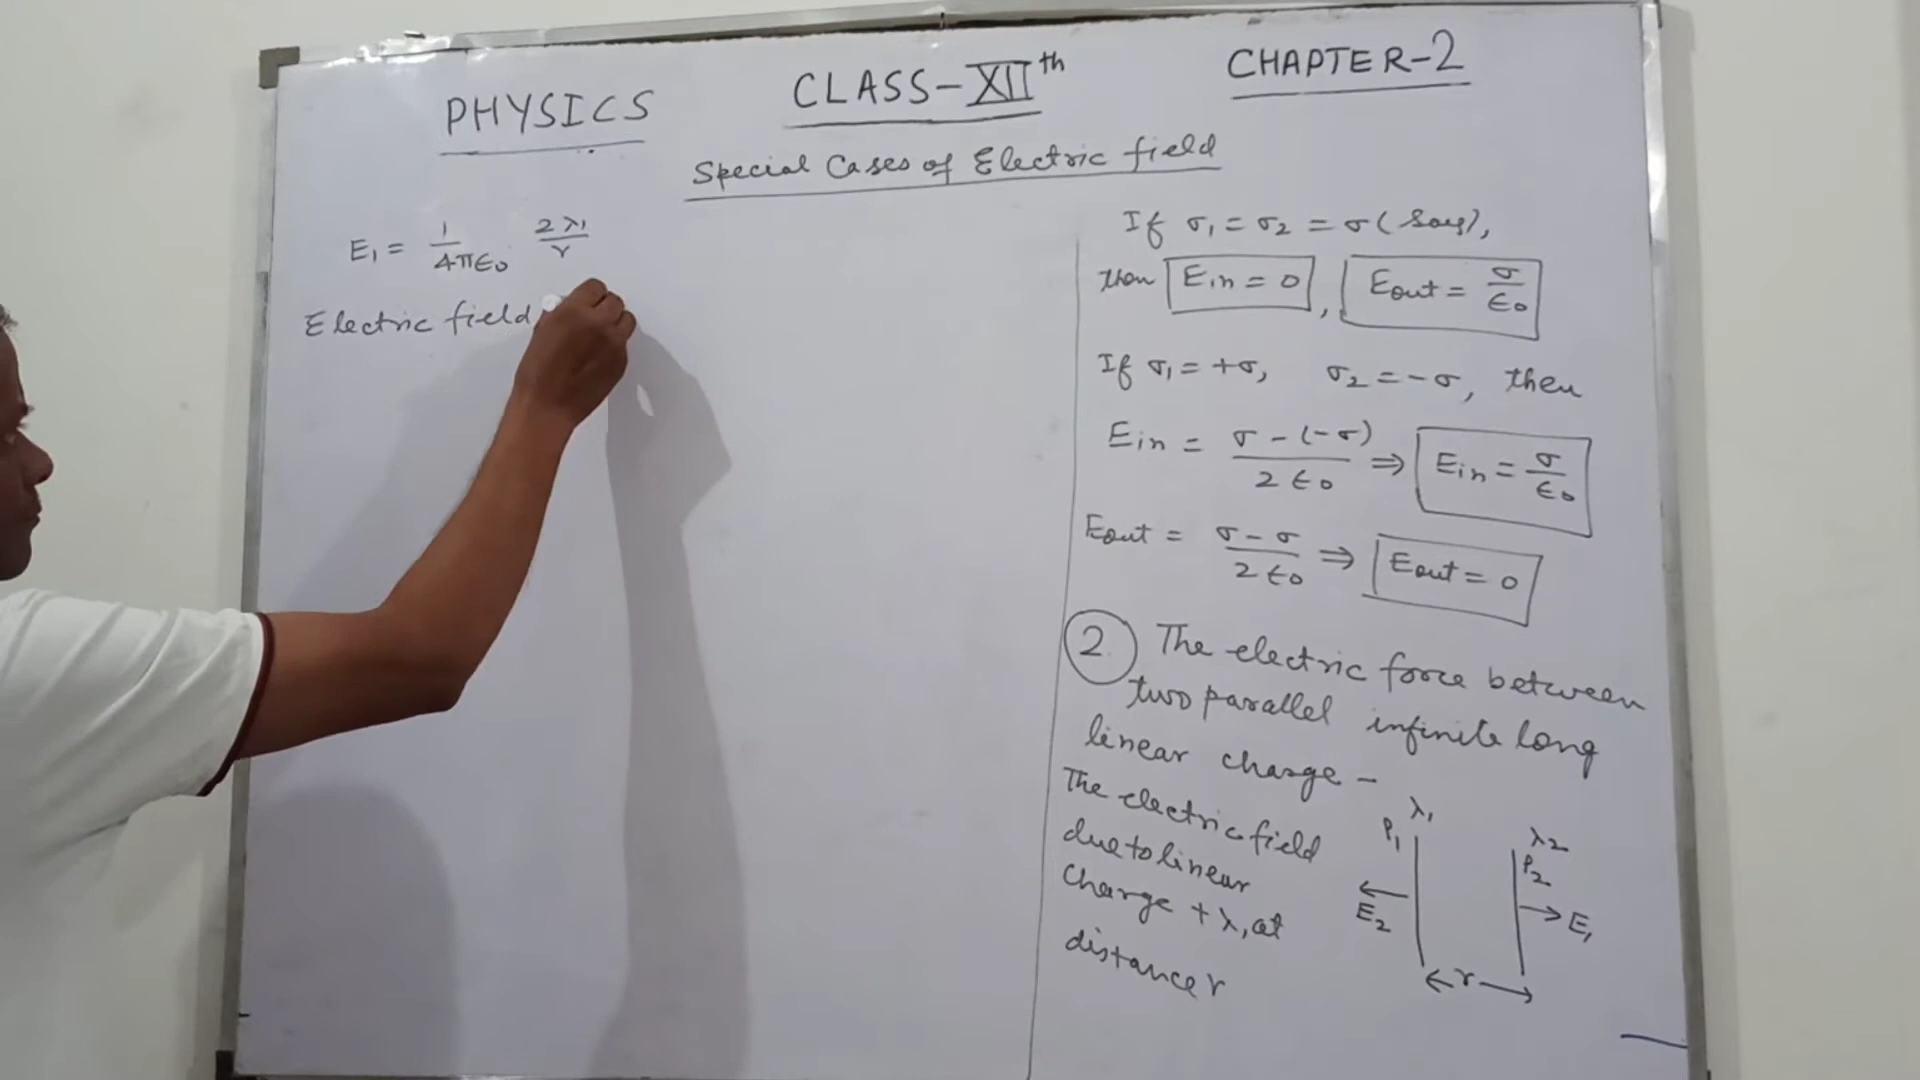 PHYSICS CLASS-XIIth CHAPTER-2
Special Cases of Electric field
E₁ = 1/4πϵ₀ 2λ₁/r
Electric field
If σ₁ = σ₂ = σ (say),
then Ein = 0, Eout = σ/ϵ₀
If σ₁ = +σ, σ₂ = -σ, then
Ein = σ - (-σ)/2ϵ₀ ⇒ Ein = σ/ϵ₀
Eout = σ - σ/2ϵ₀ ⇒ Eout = 0
2 The electric force between
two parallel infinite long
linear charge -
The electric field
due to linear
charge + λ, at
distance r
λ₁
P₁
λ₂
P₂
E₂
E₁
r